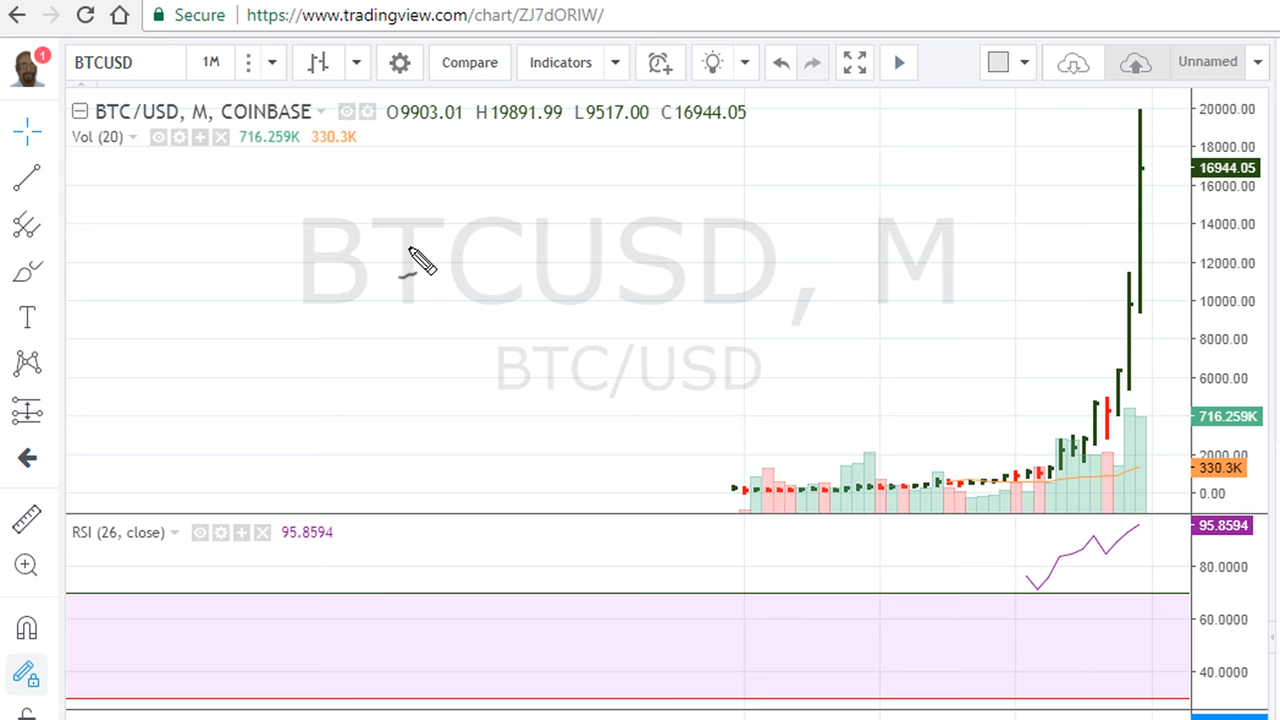 Secure https://www.tradingview.com/chart/ZJ7dORlW/
1
BTCUSD 1M Compare Indicators Unnamed
BTC/USD, M, COINBASE O9903.01 H19891.99 L9517.00 C16944.05
Vol (20) 716.259K 330.3K
BTCUSD, M
BTC/USD
20000.00
18000.00
16944.05
16000.00
14000.00
12000.00
10000.00
8000.00
6000.00
716.259K
2000.00
330.3K
0.00
RSI (26, close) 95.8594
95.8594
80.0000
60.0000
40.0000